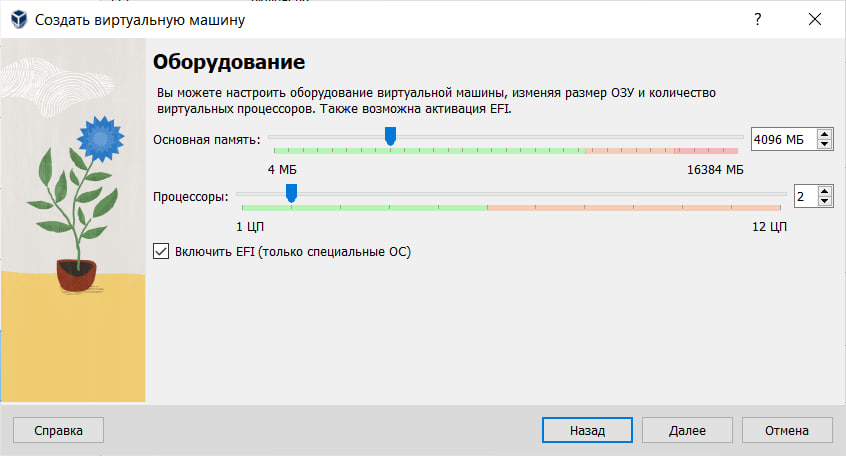 Создать виртуальную машину
?
Оборудование
Вы можете настроить оборудование виртуальной машины, изменяя размер ОЗУ и количество
виртуальных процессоров. Также возможна активация EFI.
Основная память:
4096 МБ
4 МБ
16384 МБ
Процессоры:
2
1 ЦП
12 ЦП
Включить EFI (только специальные ОС)
Справка
Назад
Далее
Отмена